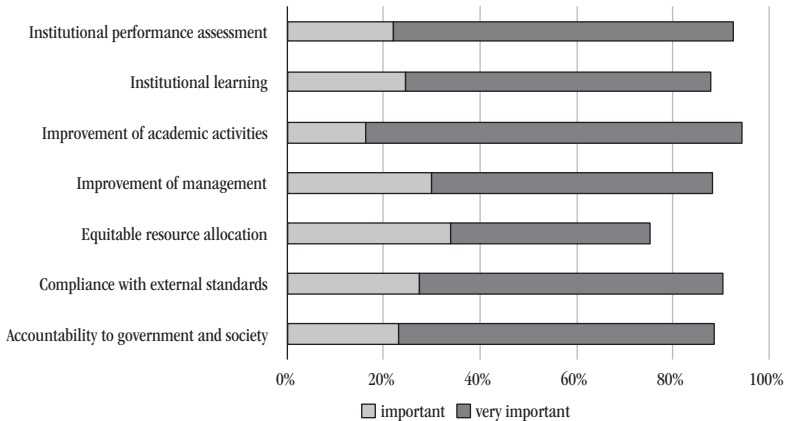 Institutional performance assessment
Institutional learning
Improvement of academic activities
Improvement of management
Equitable resource allocation
Compliance with external standards
Accountability to government and society
0% 20% 40% 60% 80% 100%
important very important